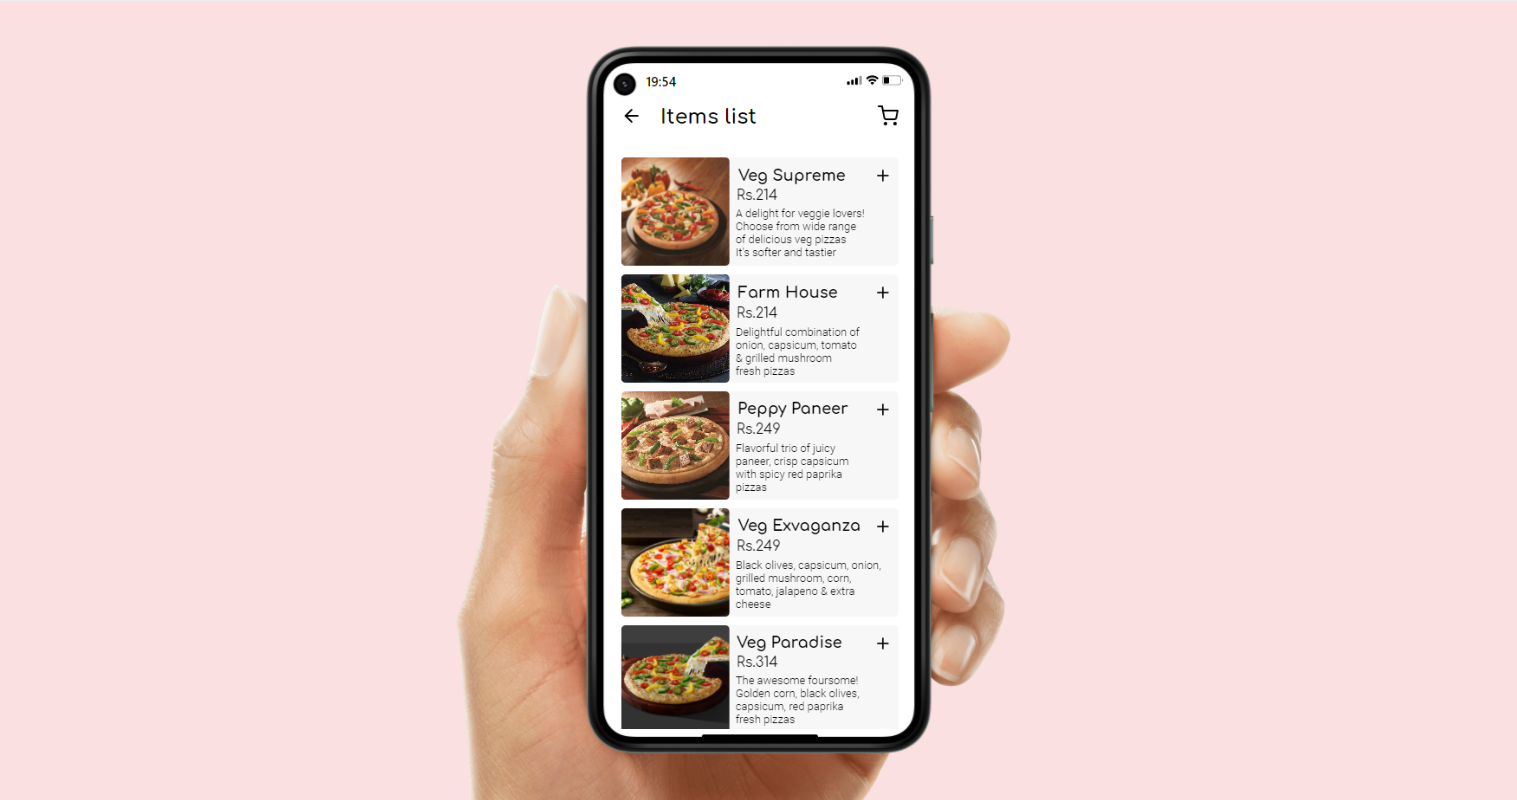 19:54
Items list
Veg Supreme
Rs.214
A delight for veggie lovers!
Choose from wide range
of delicious veg pizzas
It's softer and tastier
Farm House
Rs.214
Delightful combination of
onion, capsicum, tomato
& grilled mushroom
fresh pizzas
Peppy Paneer
Rs.249
Flavorful trio of juicy
paneer, crisp capsicum
with spicy red paprika
pizzas
Veg Exvaganza
Rs.249
Black olives, capsicum, onion,
grilled mushroom, corn,
tomato, jalapeno & extra
cheese
Veg Paradise
Rs.314
The awesome foursome!
Golden corn, black olives,
capsicum, red paprika
fresh pizzas